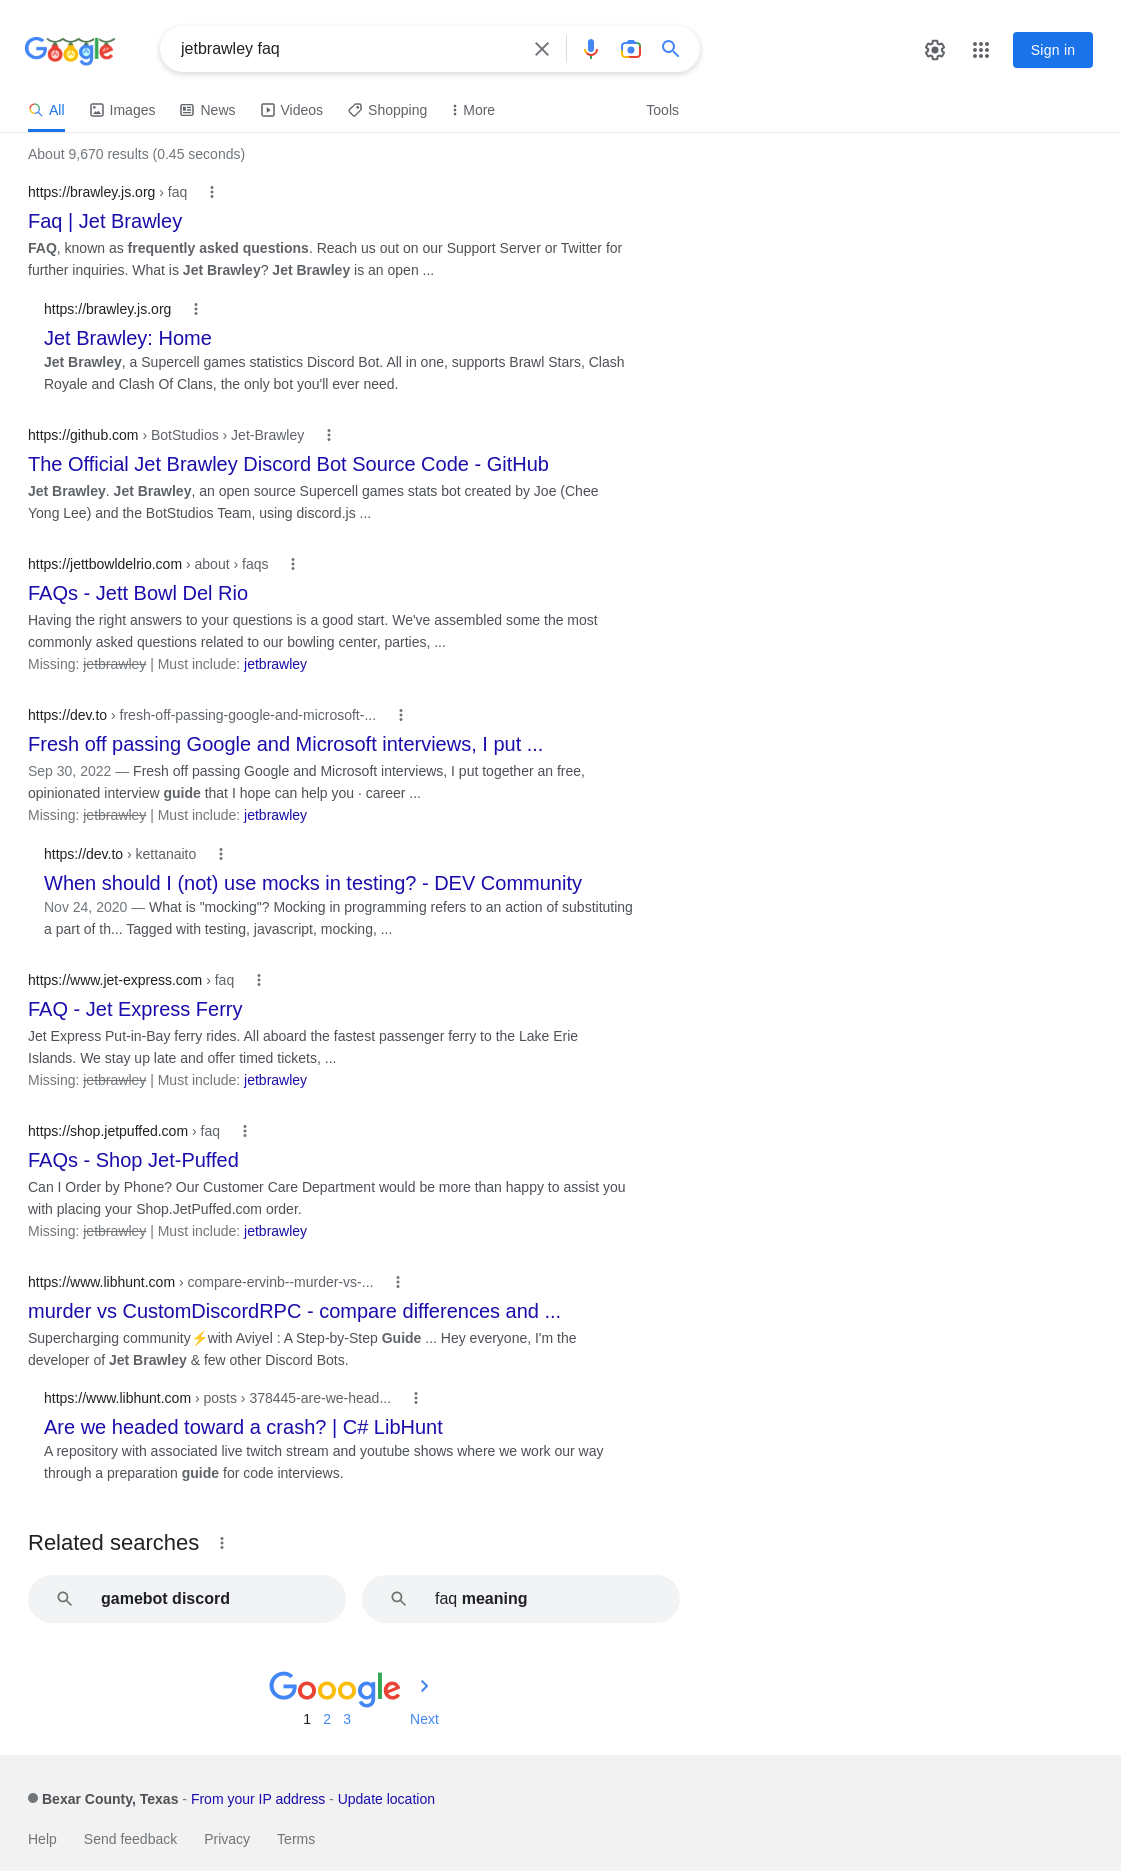 Google
jetbrawley faq
Sign in
All Images News Videos Shopping More Tools
About 9,670 results (0.45 seconds)
https://brawley.js.org › faq
Faq | Jet Brawley
FAQ, known as frequently asked questions. Reach us out on our Support Server or Twitter for
further inquiries. What is Jet Brawley? Jet Brawley is an open ...
https://brawley.js.org
Jet Brawley: Home
Jet Brawley, a Supercell games statistics Discord Bot. All in one, supports Brawl Stars, Clash
Royale and Clash Of Clans, the only bot you'll ever need.
https://github.com › BotStudios › Jet-Brawley
The Official Jet Brawley Discord Bot Source Code - GitHub
Jet Brawley. Jet Brawley, an open source Supercell games stats bot created by Joe (Chee
Yong Lee) and the BotStudios Team, using discord.js ...
https://jettbowldelrio.com › about › faqs
FAQs - Jett Bowl Del Rio
Having the right answers to your questions is a good start. We've assembled some the most
commonly asked questions related to our bowling center, parties, ...
Missing: jetbrawley | Must include: jetbrawley
https://dev.to › fresh-off-passing-google-and-microsoft-...
Fresh off passing Google and Microsoft interviews, I put ...
Sep 30, 2022 — Fresh off passing Google and Microsoft interviews, I put together an free,
opinionated interview guide that I hope can help you · career ...
Missing: jetbrawley | Must include: jetbrawley
https://dev.to › kettanaito
When should I (not) use mocks in testing? - DEV Community
Nov 24, 2020 — What is "mocking"? Mocking in programming refers to an action of substituting
a part of th... Tagged with testing, javascript, mocking, ...
https://www.jet-express.com › faq
FAQ - Jet Express Ferry
Jet Express Put-in-Bay ferry rides. All aboard the fastest passenger ferry to the Lake Erie
Islands. We stay up late and offer timed tickets, ...
Missing: jetbrawley | Must include: jetbrawley
https://shop.jetpuffed.com › faq
FAQs - Shop Jet-Puffed
Can I Order by Phone? Our Customer Care Department would be more than happy to assist you
with placing your Shop.JetPuffed.com order.
Missing: jetbrawley | Must include: jetbrawley
https://www.libhunt.com › compare-ervinb--murder-vs-...
murder vs CustomDiscordRPC - compare differences and ...
Supercharging community⚡with Aviyel : A Step-by-Step Guide ... Hey everyone, I'm the
developer of Jet Brawley & few other Discord Bots.
https://www.libhunt.com › posts › 378445-are-we-head...
Are we headed toward a crash? | C# LibHunt
A repository with associated live twitch stream and youtube shows where we work our way
through a preparation guide for code interviews.
Related searches
gamebot discord faq meaning
Gooogle
1 2 3 Next
Bexar County, Texas - From your IP address - Update location
Help Send feedback Privacy Terms